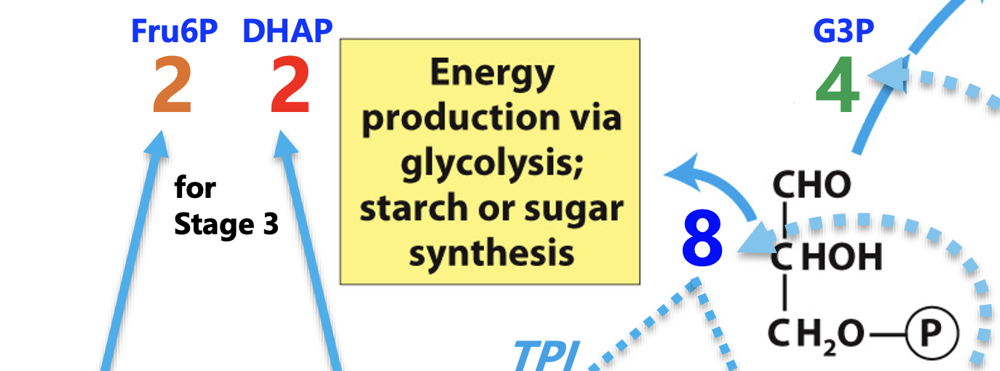 Fru6P DHAP
2 2
for
Stage 3
Energy
production via
glycolysis;
starch or sugar
synthesis
G3P
4
8
CHO
CHOH
CH₂O—P
TPI